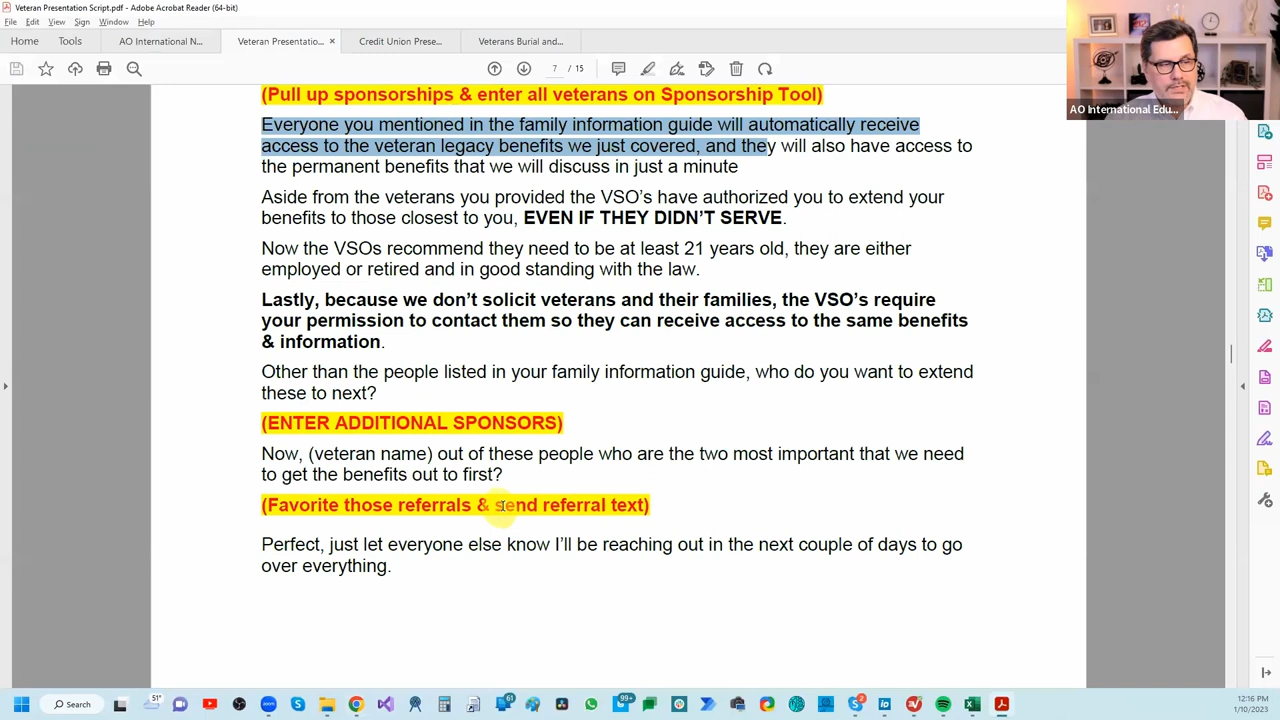 Veteran Presentation Script.pdf - Adobe Acrobat Reader (64-bit)
File Edit View Sign Window Help
Home Tools AO International N... Veteran Presentatio... × Credit Union Prese... Veterans Burial and...
7 / 15
AO International Edu...
(Pull up sponsorships & enter all veterans on Sponsorship Tool)
Everyone you mentioned in the family information guide will automatically receive
access to the veteran legacy benefits we just covered, and they will also have access to
the permanent benefits that we will discuss in just a minute
Aside from the veterans you provided the VSO’s have authorized you to extend your
benefits to those closest to you, EVEN IF THEY DIDN’T SERVE.
Now the VSOs recommend they need to be at least 21 years old, they are either
employed or retired and in good standing with the law.
Lastly, because we don’t solicit veterans and their families, the VSO’s require
your permission to contact them so they can receive access to the same benefits
& information.
Other than the people listed in your family information guide, who do you want to extend
these to next?
(ENTER ADDITIONAL SPONSORS)
Now, (veteran name) out of these people who are the two most important that we need
to get the benefits out to first?
(Favorite those referrals & send referral text)
Perfect, just let everyone else know I’ll be reaching out in the next couple of days to go
over everything.
Search
51°
61
99+
2
12:16 PM
1/10/2023